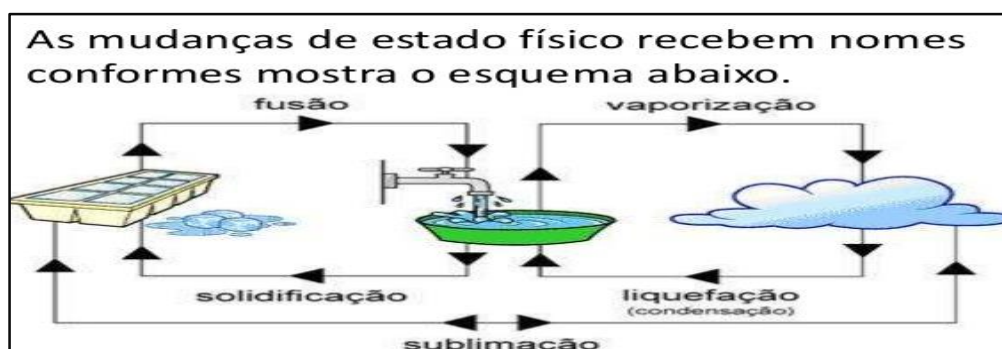 As mudanças de estado físico recebem nomes
conformes mostra o esquema abaixo.
fusão
vaporização
solidificação
liquefação
(condensação)
sublimação